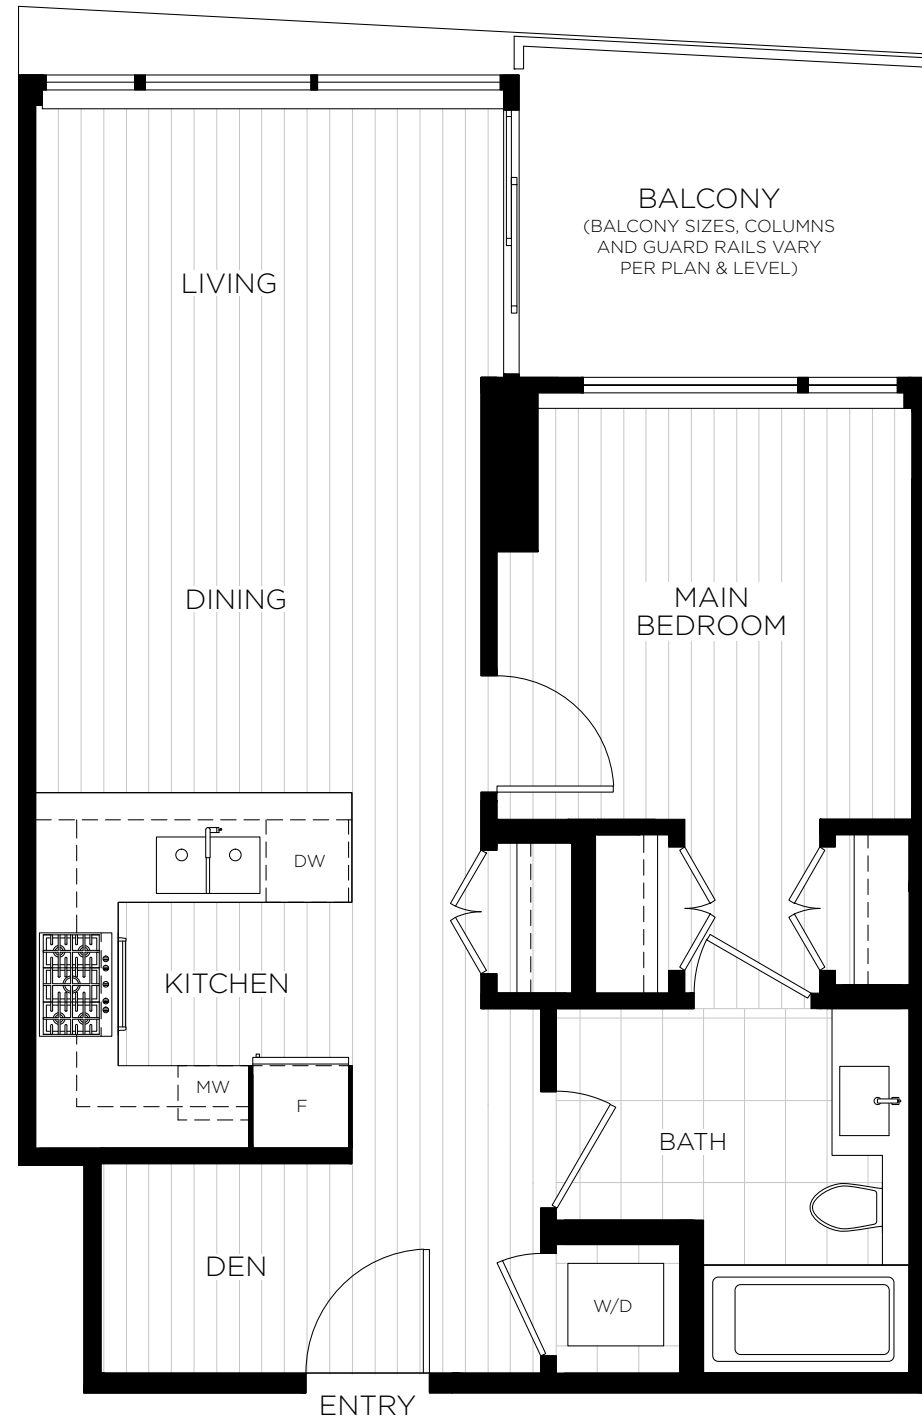 BALCONY
(BALCONY SIZES, COLUMNS
AND GUARD RAILS VARY
PER PLAN & LEVEL)
LIVING
DINING
MAIN
BEDROOM
DW
KITCHEN
MW
F
BATH
DEN
W/D
ENTRY